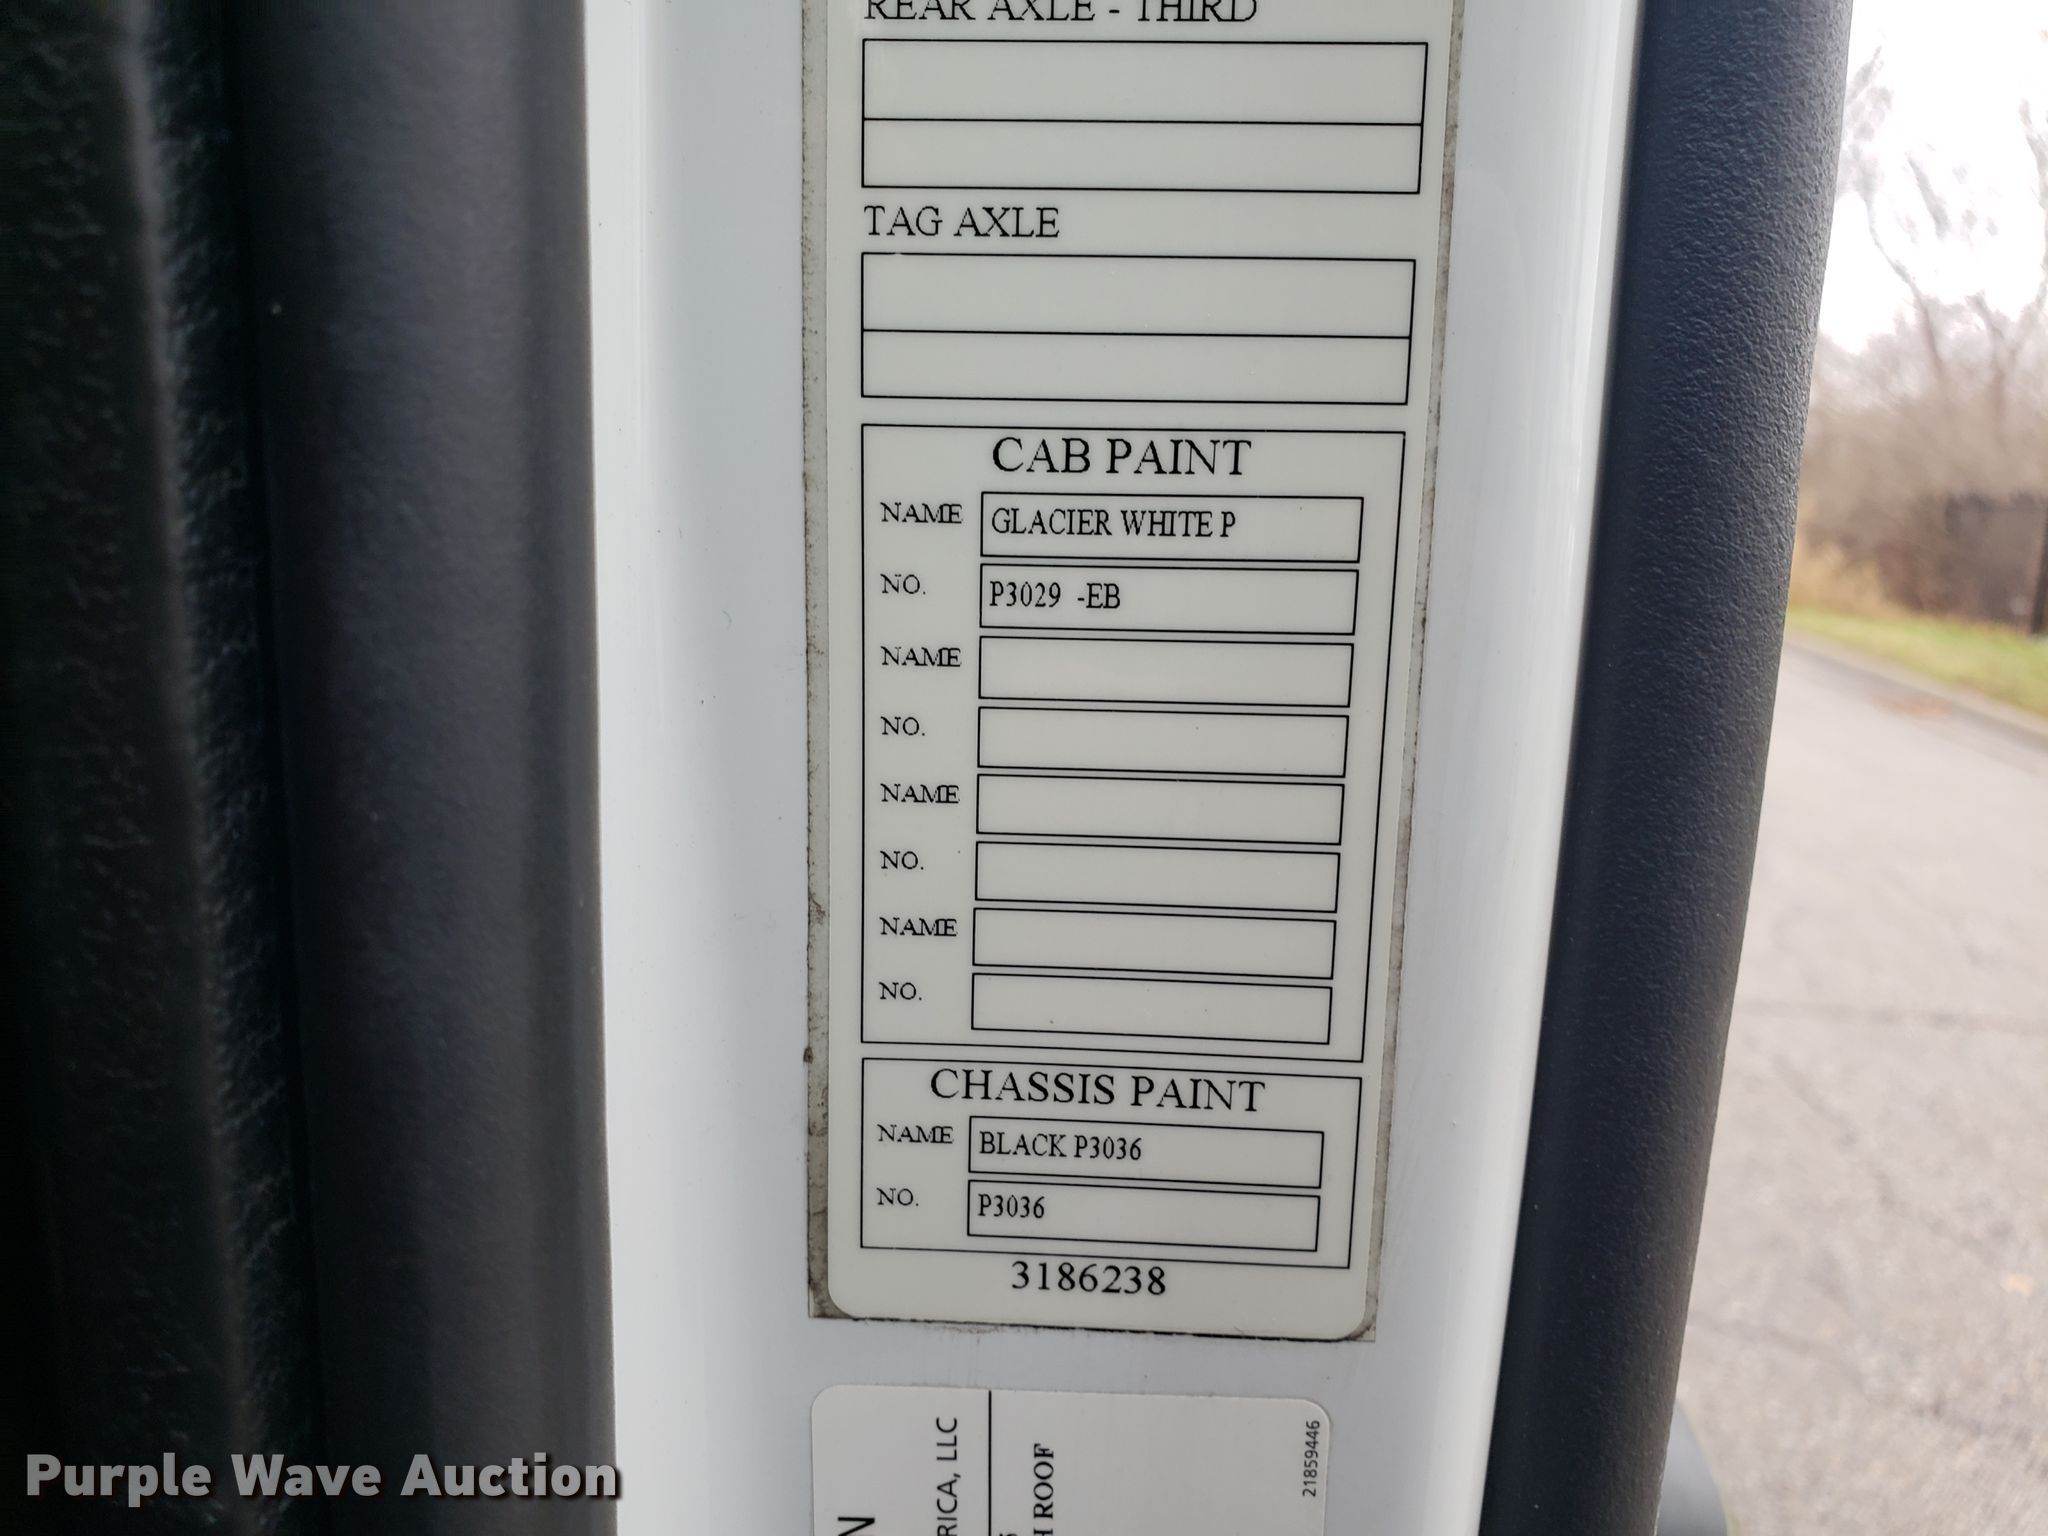 REAR AXLE - THIRD
TAG AXLE
CAB PAINT
NAME GLACIER WHITE P
NO. P3029 -EB
NAME
NO.
NAME
NO.
NAME
NO.
CHASSIS PAINT
NAME BLACK P3036
NO. P3036
3186238
RICA, LLC
H ROOF
21859446
Purple Wave Auction